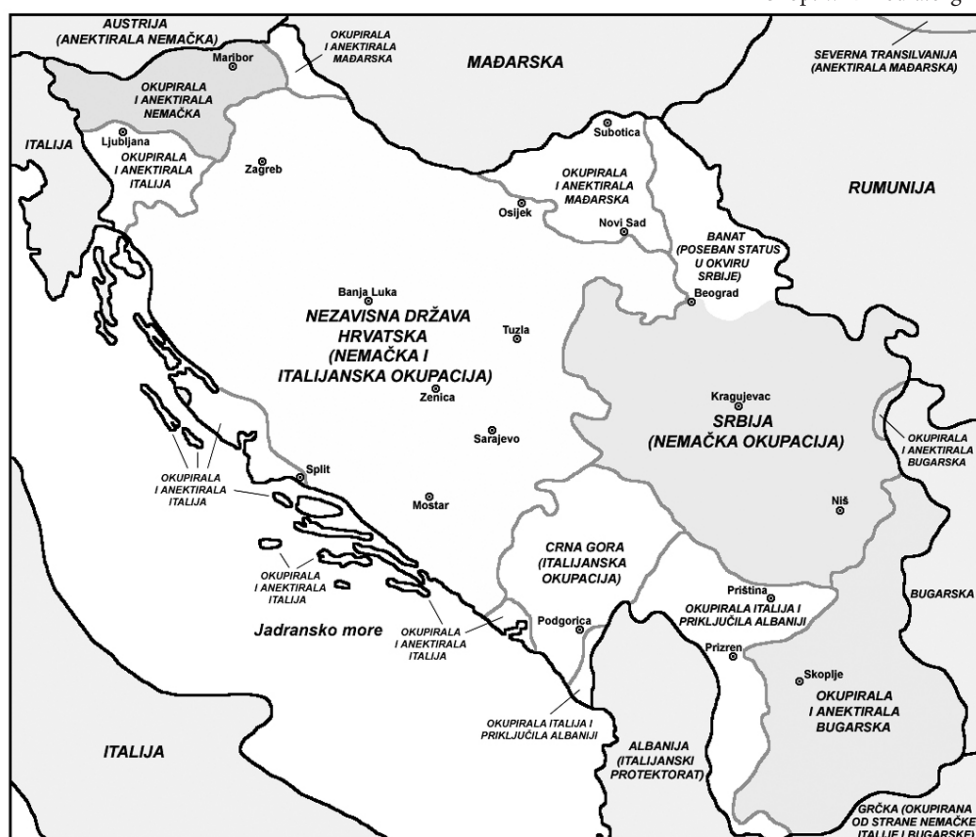 AUSTRIJA
(ANEKTIRALA NEMAČKA)
OKUPIRALA
I ANEKTIRALA
MAĐARSKA
MAĐARSKA
SEVERNA TRANSILVANIJA
(ANEKTIRALA MAĐARSKA)
Maribor
OKUPIRALA
I ANEKTIRALA
NEMAČKA
ITALIJA
Ljubljana
OKUPIRALA
I ANEKTIRALA
ITALIJA
Zagreb
Subotica
OKUPIRALA
I ANEKTIRALA
MAĐARSKA
Osijek
Novi Sad
RUMUNIJA
BANAT
(POSEBAN STATUS
U OKVIRU
SRBIJE)
Beograd
Banja Luka
NEZAVISNA DRŽAVA
HRVATSKA
(NEMAČKA I
ITALIJANSKA OKUPACIJA)
Tuzla
Zenica
Sarajevo
Kragujevac
SRBIJA
(NEMAČKA OKUPACIJA)
OKUPIRALA
I ANEKTIRALA
BUGARSKA
OKUPIRALA
I ANEKTIRALA
ITALIJA
Split
Mostar
Niš
CRNA GORA
(ITALIJANSKA
OKUPACIJA)
OKUPIRALA
I ANEKTIRALA
ITALIJA
Jadransko more
OKUPIRALA
I ANEKTIRALA
ITALIJA
Podgorica
Priština
OKUPIRALA ITALIJA I
PRIKLJUČILA ALBANIJI
BUGARSKA
Prizren
Skoplje
OKUPIRALA
I ANEKTIRALA
BUGARSKA
OKUPIRALA ITALIJA I
PRIKLJUČILA ALBANIJI
ITALIJA
ALBANIJA
(ITALIJANSKI
PROTEKTORAT)
GRČKA (OKUPIRANA
OD STRANE NEMAČKE
ITALIJE I BUGARSKE)